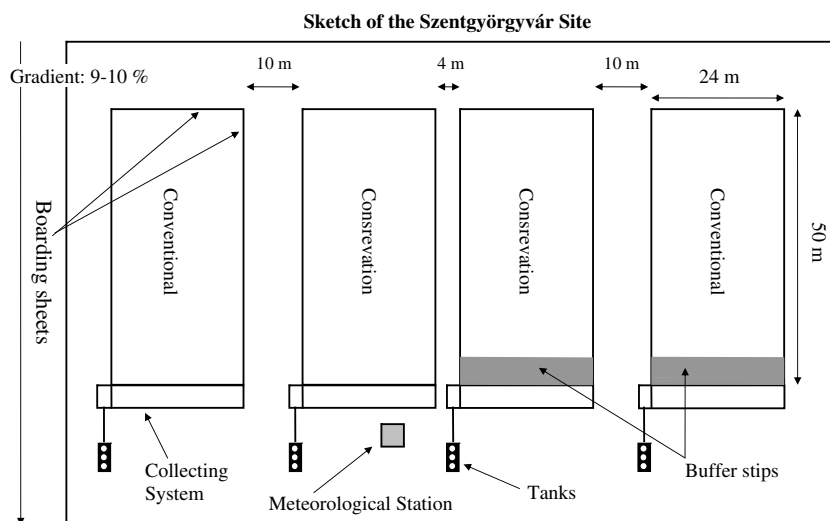 Sketch of the Szentgyörgyvár Site
Gradient: 9-10 %
10 m
4 m
10 m
24 m
Boarding sheets
Conventional
Consrevation
Consrevation
Conventional
50 m
Collecting
System
Meteorological Station
Tanks
Buffer stips